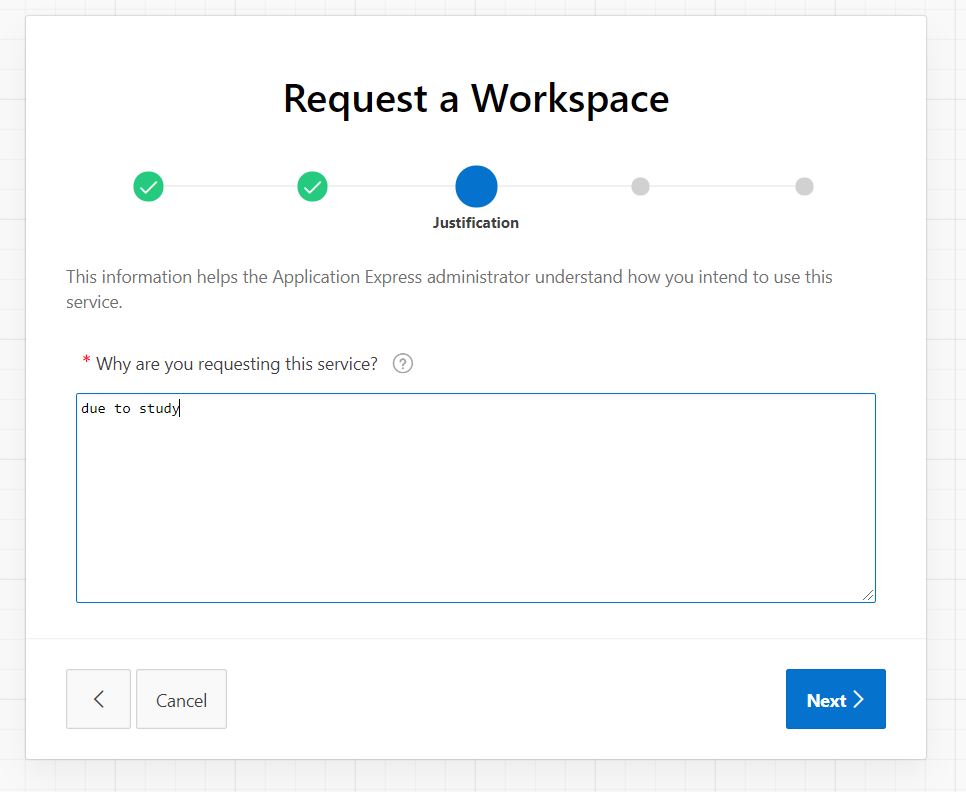 Request a Workspace
Justification
This information helps the Application Express administrator understand how you intend to use this
service.
* Why are you requesting this service? ?
due to study
Cancel
Next